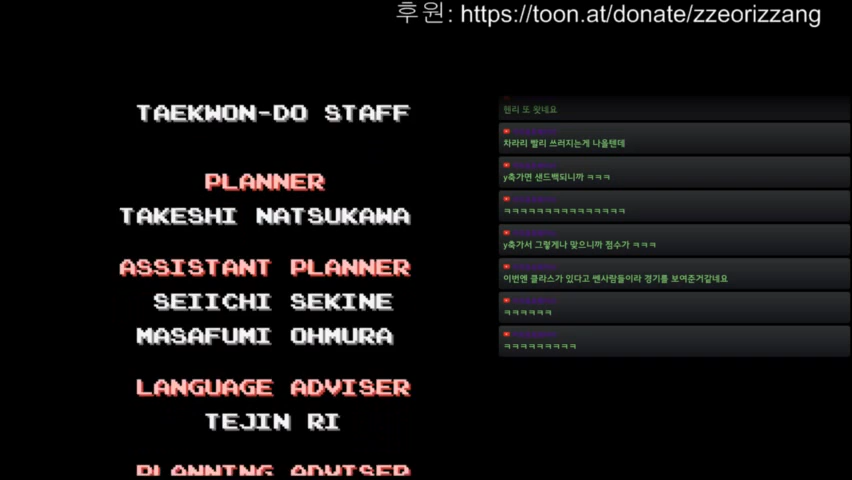 후원: https://toon.at/donate/zzeorizzang
TAEKWON-DO STAFF
PLANNER
TAKESHI NATSUKAWA
ASSISTANT PLANNER
SEIICHI SEKINE
MASAFUMI OHMURA
LANGUAGE ADVISER
TEJIN RI
PLANNING ADVISER
헨리 또 왓네요
차라리 빨리 쓰러지는게 나을텐데
y축가면 샌드백되니까 ㅋㅋㅋ
ㅋㅋㅋㅋㅋㅋㅋㅋㅋㅋㅋㅋㅋㅋㅋ
y축가서 그렇게나 맞으니까 점수가 ㅋㅋㅋ
이번엔 클라스가 있다고 쎈사람들이라 경기를 보여준거같네요
ㅋㅋㅋㅋㅋㅋ
ㅋㅋㅋㅋㅋㅋㅋㅋㅋ